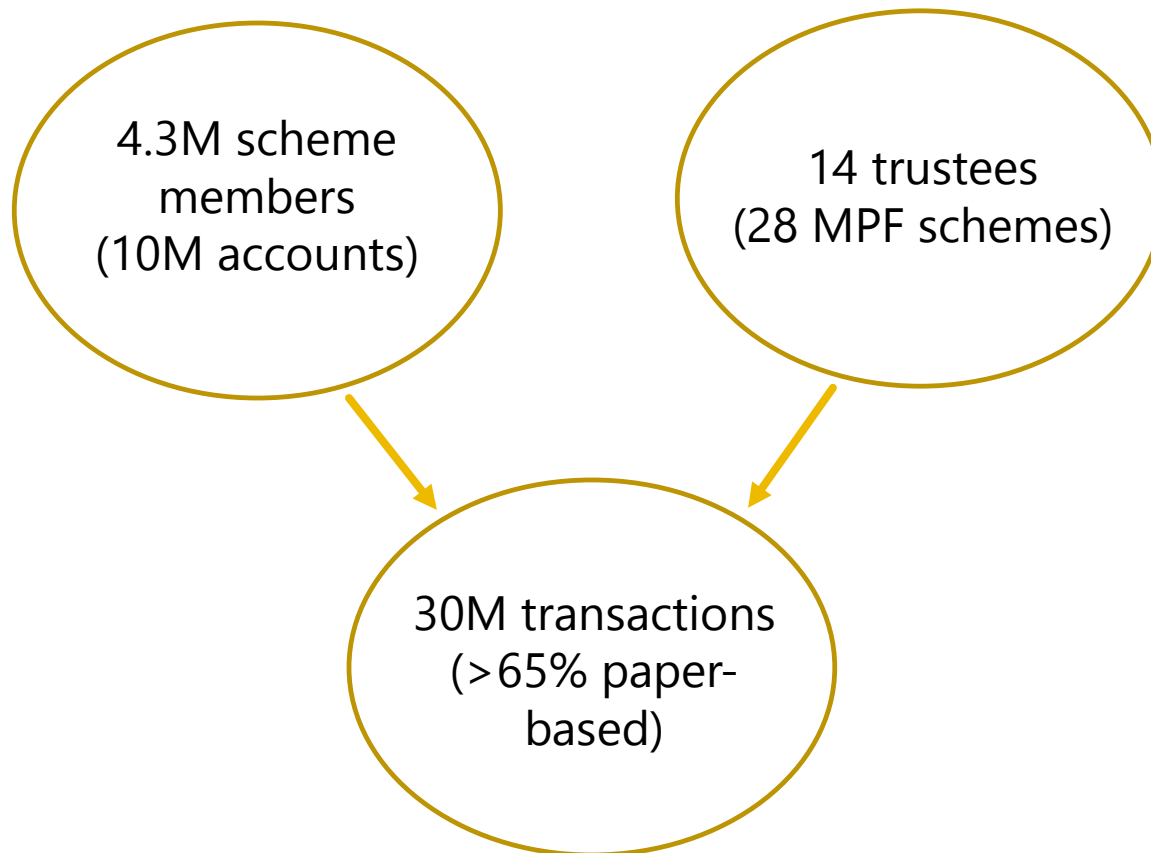 4.3M scheme
members
(10M accounts)
14 trustees
(28 MPF schemes)
30M transactions
(>65% paper-
based)